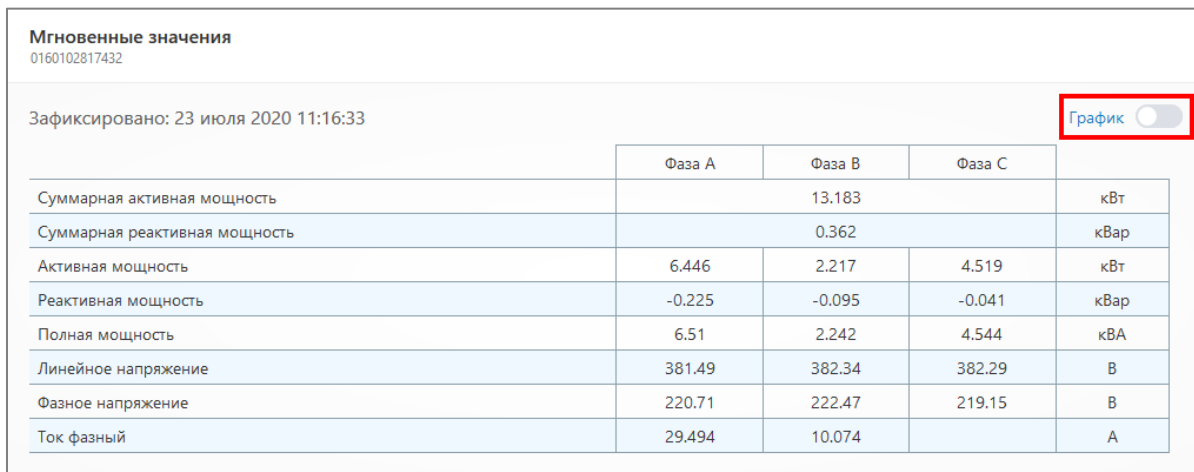 Мгновенные значения
0160102817432
Зафиксировано: 23 июля 2020 11:16:33 График
Фаза A Фаза B Фаза C
Суммарная активная мощность 13.183 кВт
Суммарная реактивная мощность 0.362 кВар
Активная мощность 6.446 2.217 4.519 кВт
Реактивная мощность -0.225 -0.095 -0.041 кВар
Полная мощность 6.51 2.242 4.544 кВА
Линейное напряжение 381.49 382.34 382.29 В
Фазное напряжение 220.71 222.47 219.15 В
Ток фазный 29.494 10.074 А